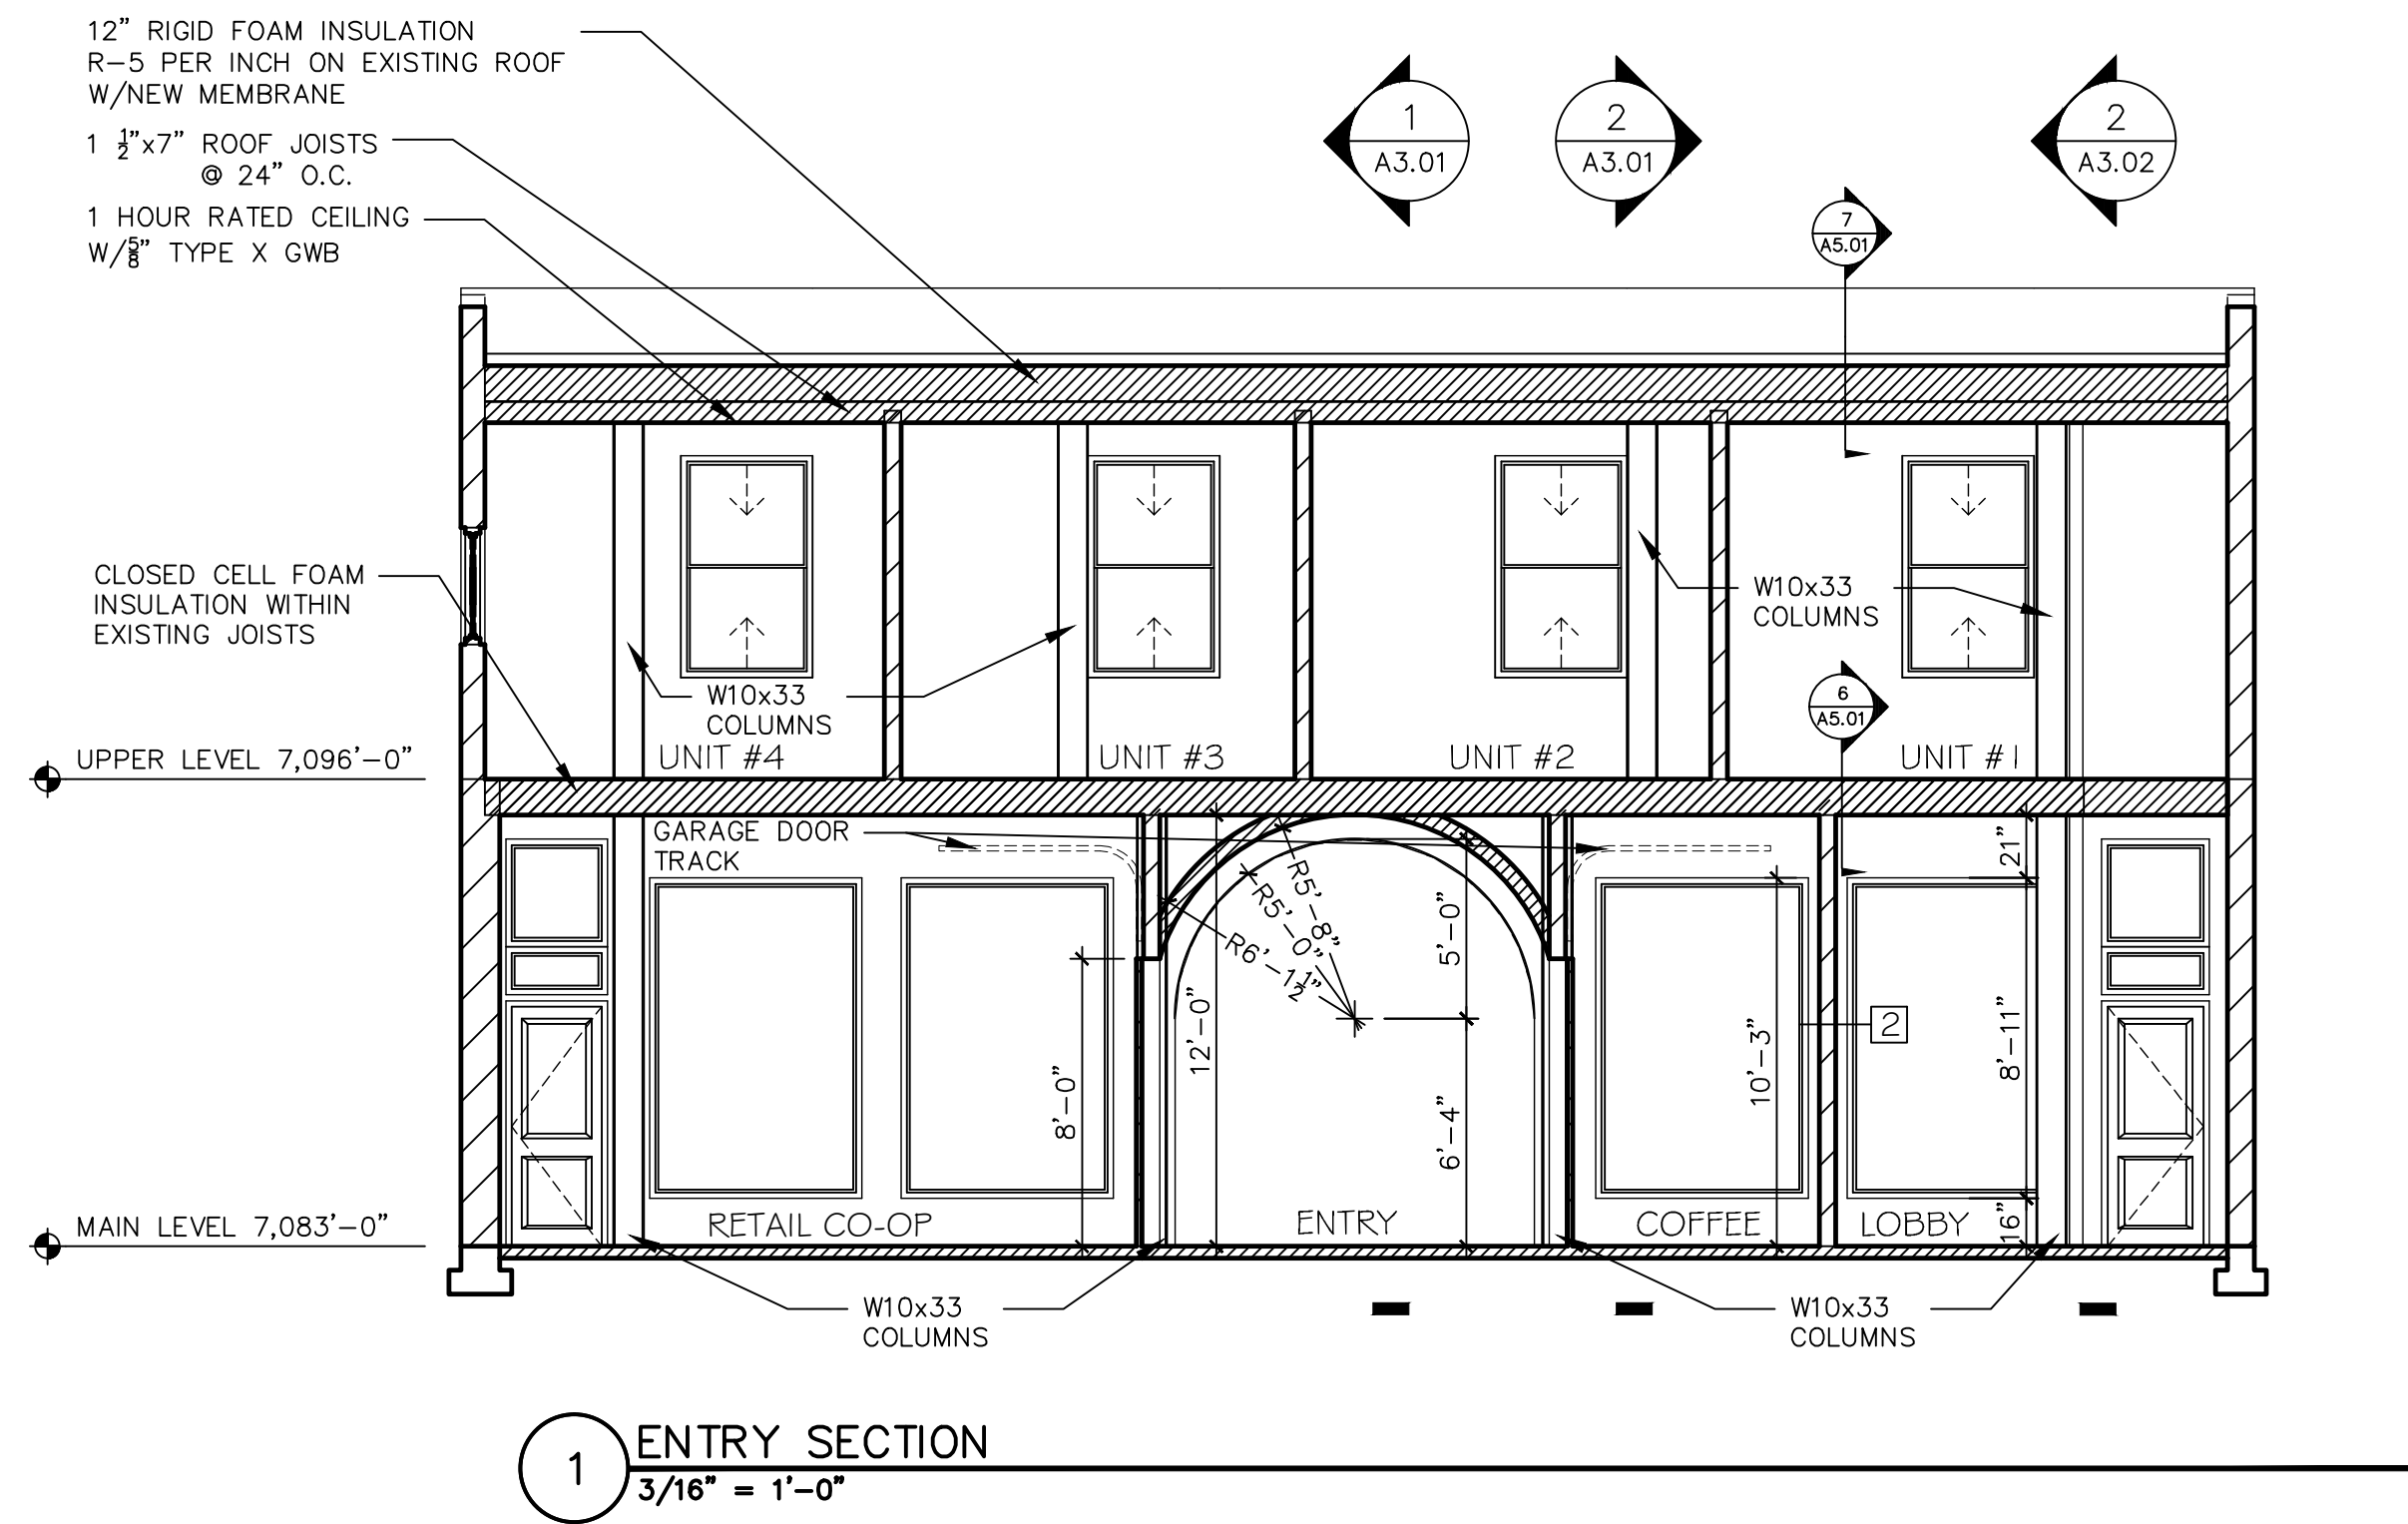 12" RIGID FOAM INSULATION
R-5 PER INCH ON EXISTING ROOF
W/NEW MEMBRANE
1 ½"x7" ROOF JOISTS
@ 24" O.C.
1 HOUR RATED CEILING
W/⅝" TYPE X GWB
1
A3.01
2
A3.01
2
A3.02
7
A5.01
CLOSED CELL FOAM
INSULATION WITHIN
EXISTING JOISTS
W10x33
COLUMNS
W10x33
COLUMNS
6
A5.01
UNIT #4
UNIT #3
UNIT #2
UNIT #1
UPPER LEVEL 7,096'-0"
GARAGE DOOR
TRACK
R5'-8"
R5'-0"
R6'-1½"
8'-0"
12'-0"
5'-0"
6'-4"
10'-3"
2
21"
8'-11"
16"
RETAIL CO-OP
ENTRY
COFFEE
LOBBY
MAIN LEVEL 7,083'-0"
W10x33
COLUMNS
W10x33
COLUMNS
1
ENTRY SECTION
3/16" = 1'-0"